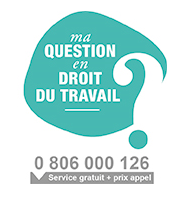 ma
QUESTION
en
DROIT
DU TRAVAIL
?
0 806 000 126
Service gratuit + prix appel